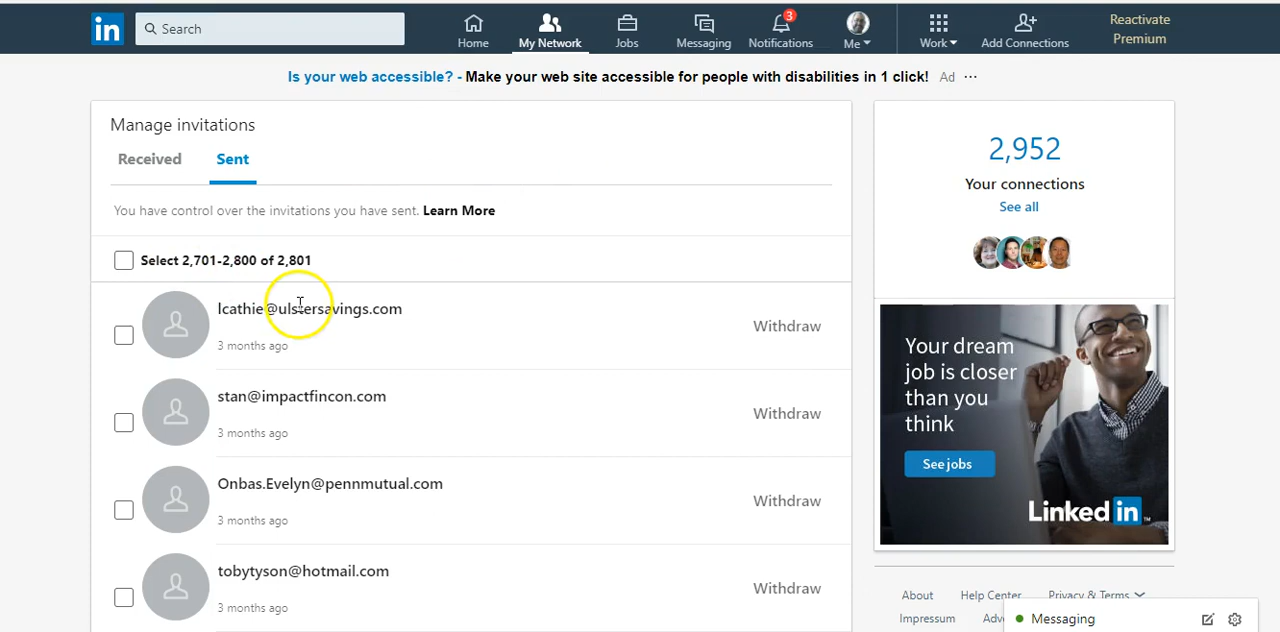 in
Search
Home
My Network
Jobs
Messaging
3
Notifications
Me
Work
Add Connections
Reactivate
Premium
Is your web accessible? - Make your web site accessible for people with disabilities in 1 click! Ad ···
Manage invitations
Received
Sent
You have control over the invitations you have sent. Learn More
Select 2,701-2,800 of 2,801
lcathie@ulstersavings.com
3 months ago
Withdraw
stan@impactfincon.com
3 months ago
Withdraw
Onbas.Evelyn@pennmutual.com
3 months ago
Withdraw
tobytyson@hotmail.com
3 months ago
Withdraw
2,952
Your connections
See all
Your dream
job is closer
than you
think
See jobs
Linked in
About
Help Center
Privacy & Terms
Impressum
Messaging